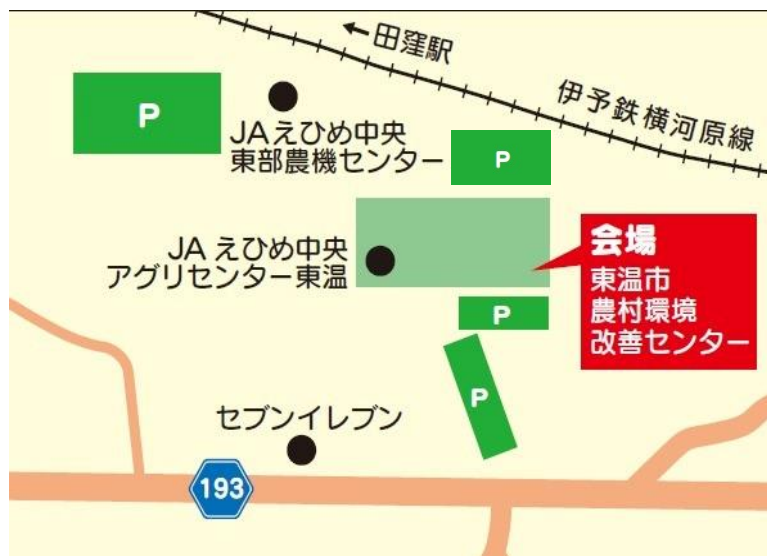 ← 田窪駅
伊予鉄横河原線
P
JAえひめ中央
東部農機センター
P
会場
東温市
農村環境
改善センター
JAえひめ中央
アグリセンター東温
P
P
セブンイレブン
193